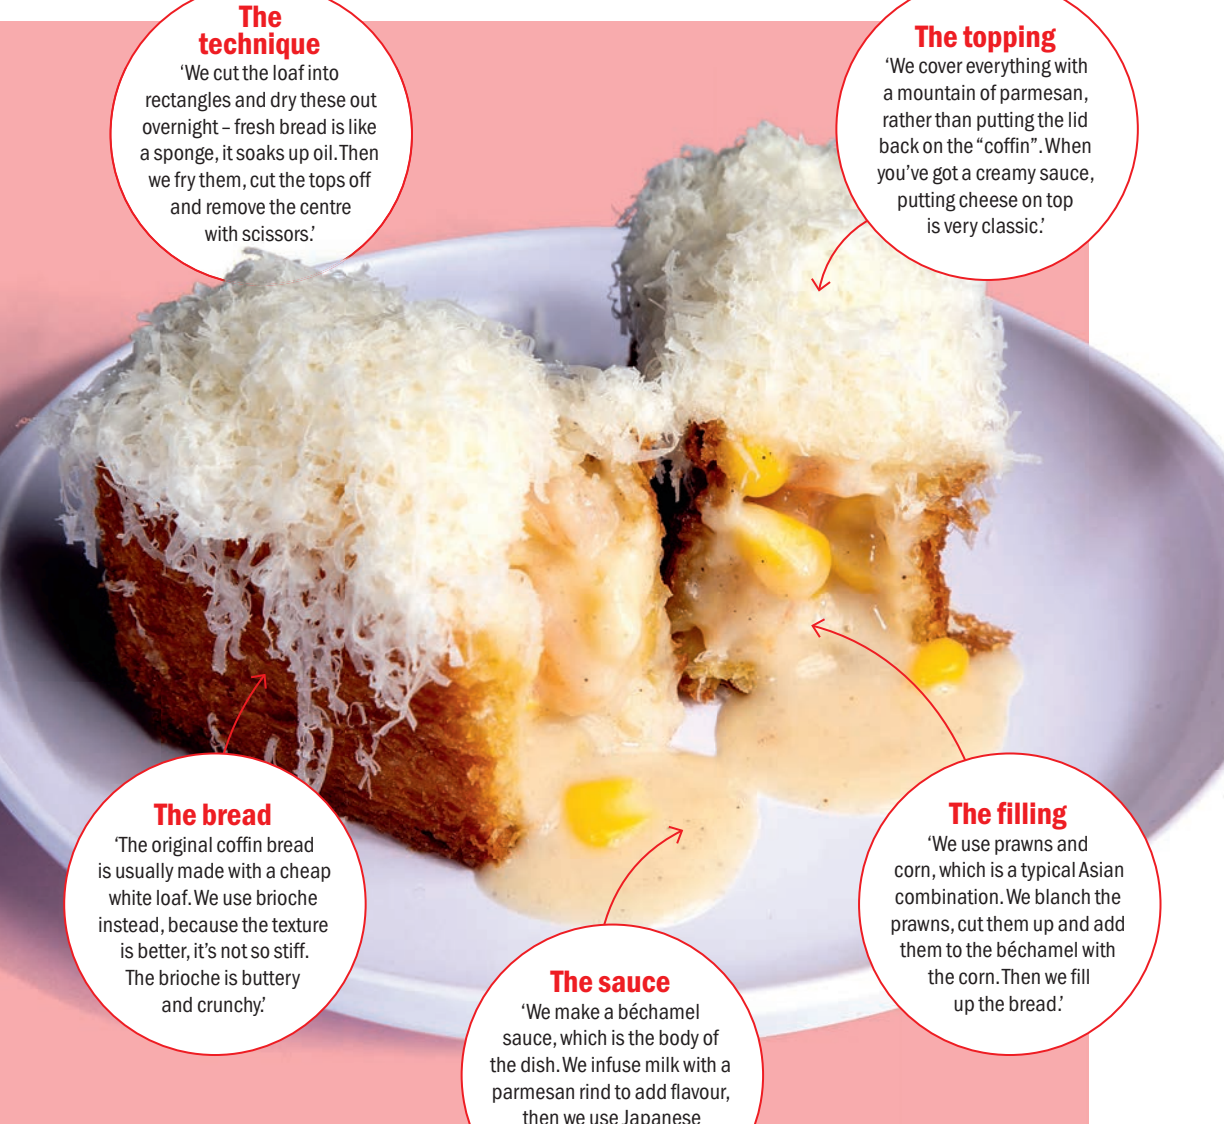 The
technique
‘We cut the loaf into
rectangles and dry these out
overnight – fresh bread is like
a sponge, it soaks up oil. Then
we fry them, cut the tops off
and remove the centre
with scissors.’
The topping
‘We cover everything with
a mountain of parmesan,
rather than putting the lid
back on the “coffin”. When
you’ve got a creamy sauce,
putting cheese on top
is very classic.’
The bread
‘The original coffin bread
is usually made with a cheap
white loaf. We use brioche
instead, because the texture
is better, it’s not so stiff.
The brioche is buttery
and crunchy.’
The sauce
‘We make a béchamel
sauce, which is the body of
the dish. We infuse milk with a
parmesan rind to add flavour,
then we use Japanese
The filling
‘We use prawns and
corn, which is a typical Asian
combination. We blanch the
prawns, cut them up and add
them to the béchamel with
the corn. Then we fill
up the bread.’